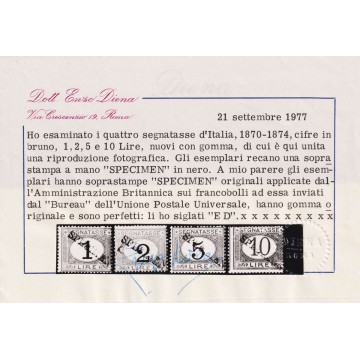 Dott. Enzo Diena
Via Crescenzio 19, Roma
21 settembre 1977
Ho esaminato i quattro segnatasse d'Italia, 1870-1874, cifre in
bruno, 1,2,5 e 10 Lire, nuovi con gomma, di cui è qui unita
una riproduzione fotografica. Gli esemplari recano una sopra
stampa a mano "SPECIMEN" in nero. A mio parere gli esem-
plari hanno soprastampe "SPECIMEN" originali applicate dal-
l'Amministrazione Britannica sui francobolli ad essa inviati
dal "Bureau" dell'Unione Postale Universale, hanno gomma o
riginale e sono perfetti: li ho siglati "E D". x x x x x x x x x
SEGNATASSE SEGNATASSE SEGNATASSE SEGNATASSE
1 2 5 10
LIRE LIRE LIRE LIRE